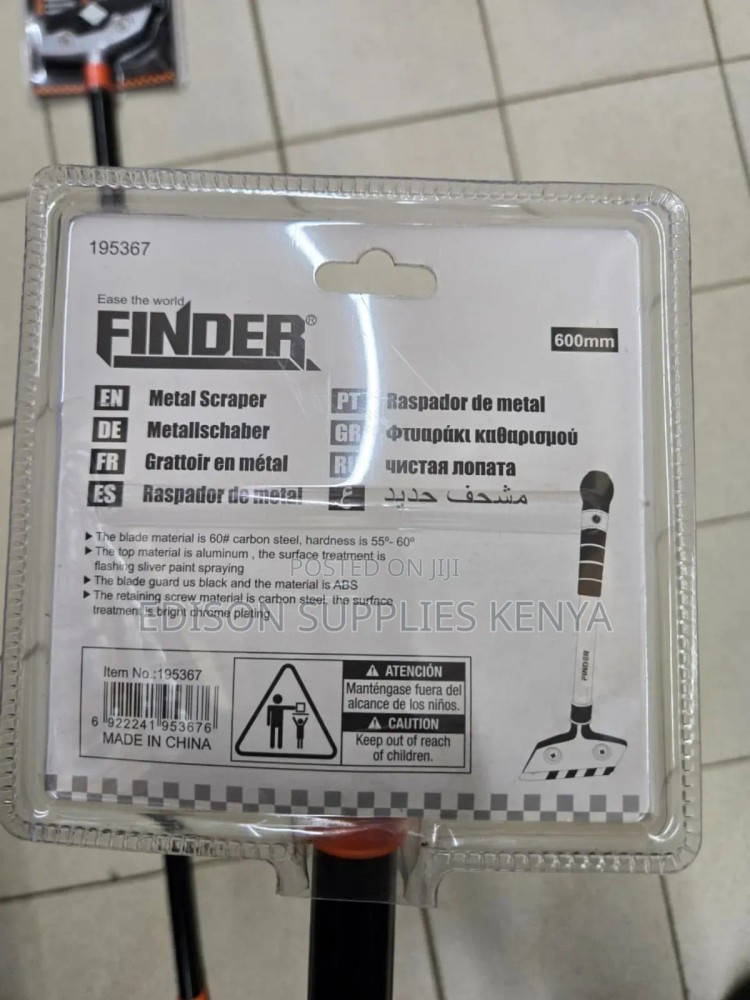 195367
Ease the world
FINDER®
600mm
EN Metal Scraper
DE Metallschaber
FR Grattoir en métal
ES Raspador de metal
PT Raspador de metal
GR Φτυαράκι καθαρισμού
RU чистая лопата
ع مشحف حديد
▶ The blade material is 60# carbon steel, hardness is 55º- 60º
▶ The top material is aluminum , the surface treatment is
flashing sliver paint spraying
▶ The blade guard us black and the material is ABS
▶ The retaining screw material is carbon steel, the surface
treatment is bright chrome plating
POSTED ON JIJI
EDISON SUPPLIES KENYA
Item No.:195367
6 922241 953676
MADE IN CHINA
ATENCIÓN
Manténgase fuera del
alcance de los niños.
CAUTION
Keep out of reach
of children.
FINDER